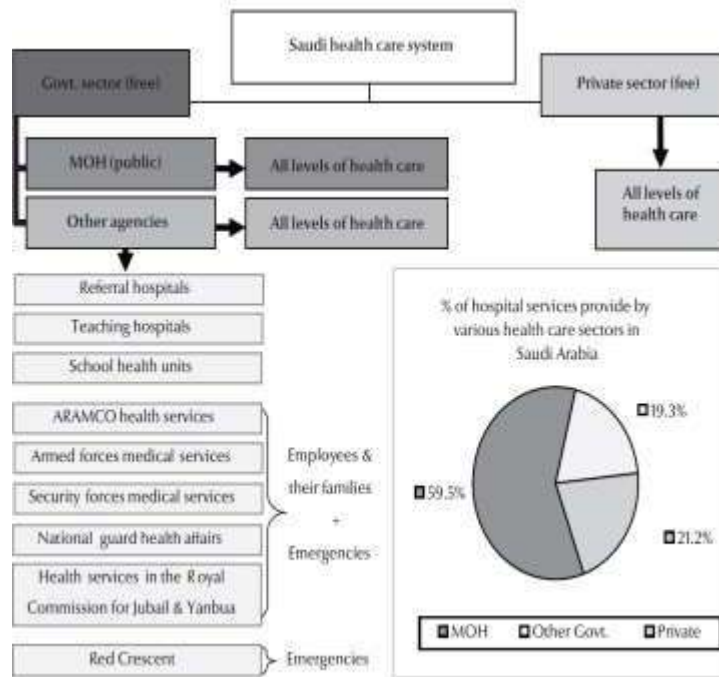 Saudi health care system
Govt. sector (free)
Private sector (fee)
MOH (public)
All levels of health care
Other agencies
All levels of health care
All levels of
health care
Referral hospitals
Teaching hospitals
School health units
ARAMCO health services
Armed forces medical services
Security forces medical services
National guard health affairs
Health services in the Royal
Commission for Jubail & Yanbua
Employees &
their families
+
Emergencies
Red Crescent
Emergencies
% of hospital services provide by
various health care sectors in
Saudi Arabia
19.3%
59.5%
21.2%
MOH
Other Govt.
Private